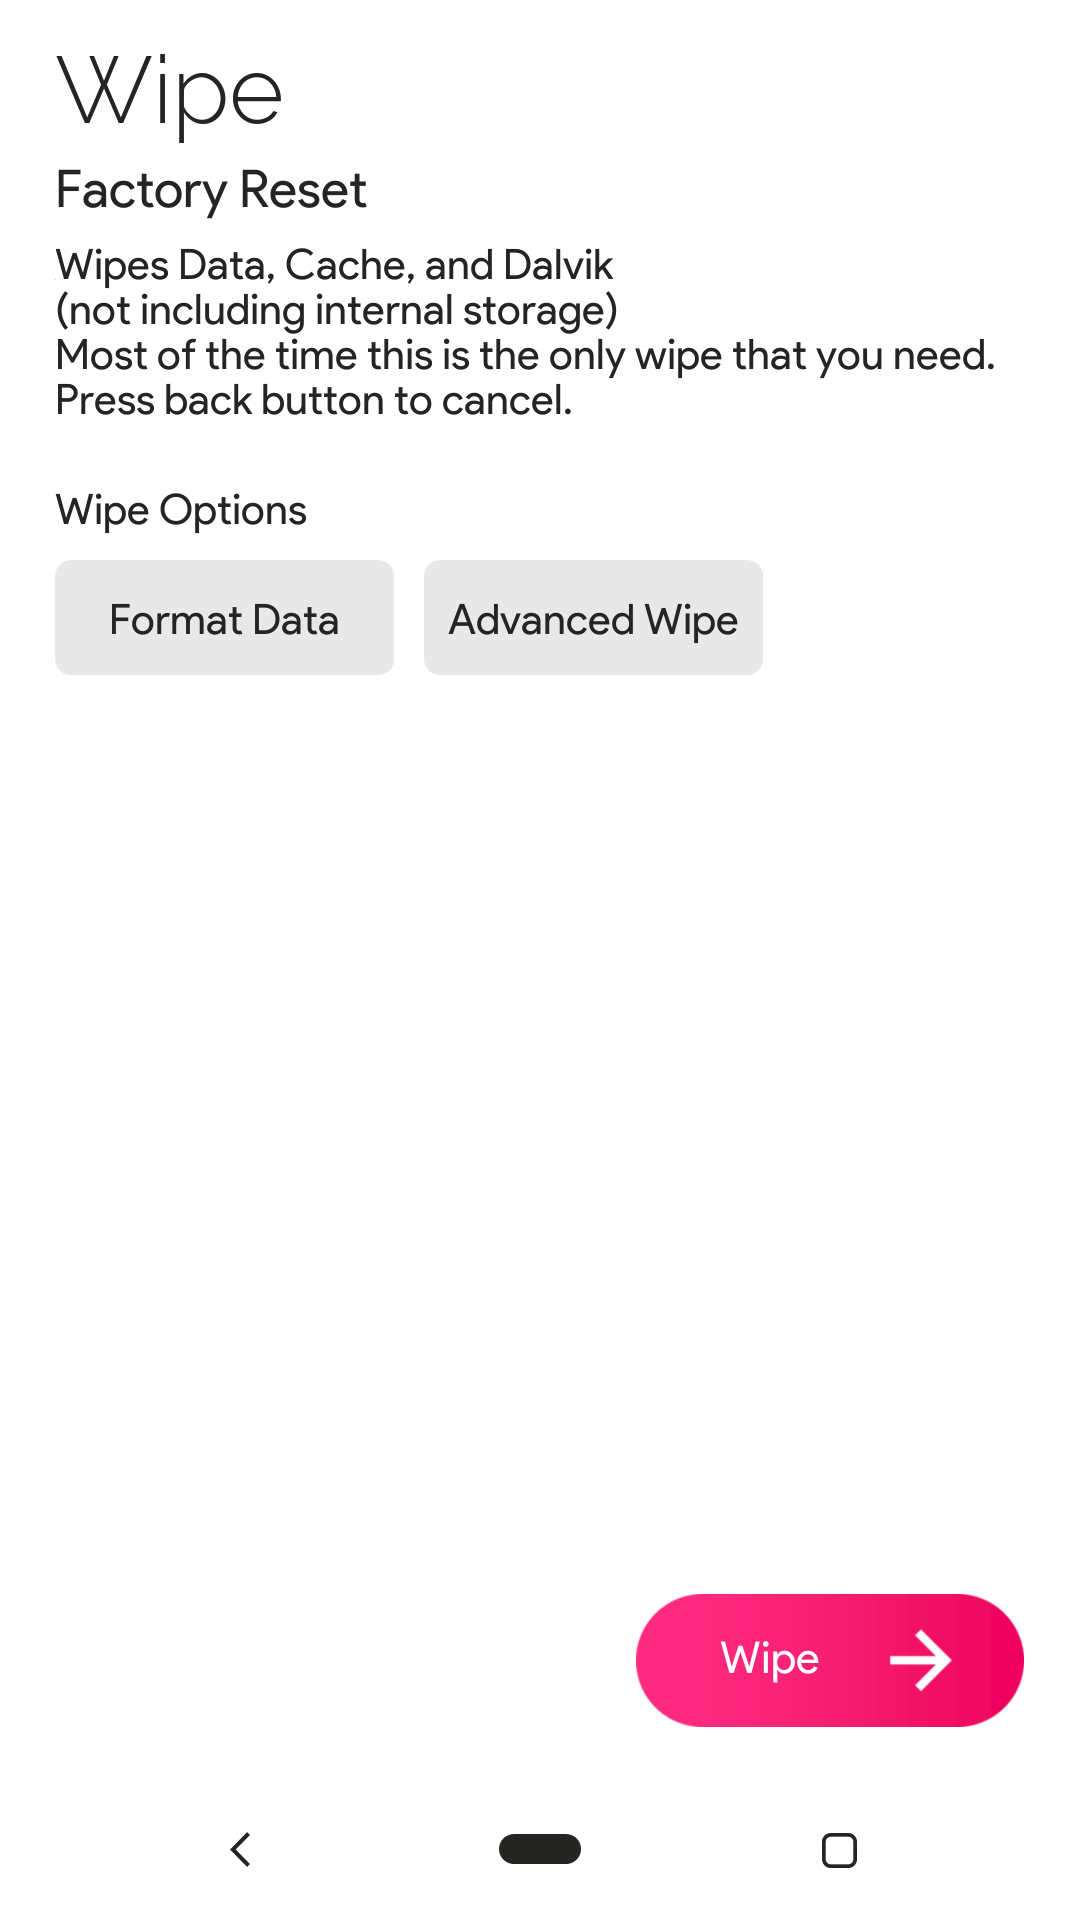 Wipe
Factory Reset
Wipes Data, Cache, and Dalvik
(not including internal storage)
Most of the time this is the only wipe that you need.
Press back button to cancel.
Wipe Options
Format Data
Advanced Wipe
Wipe